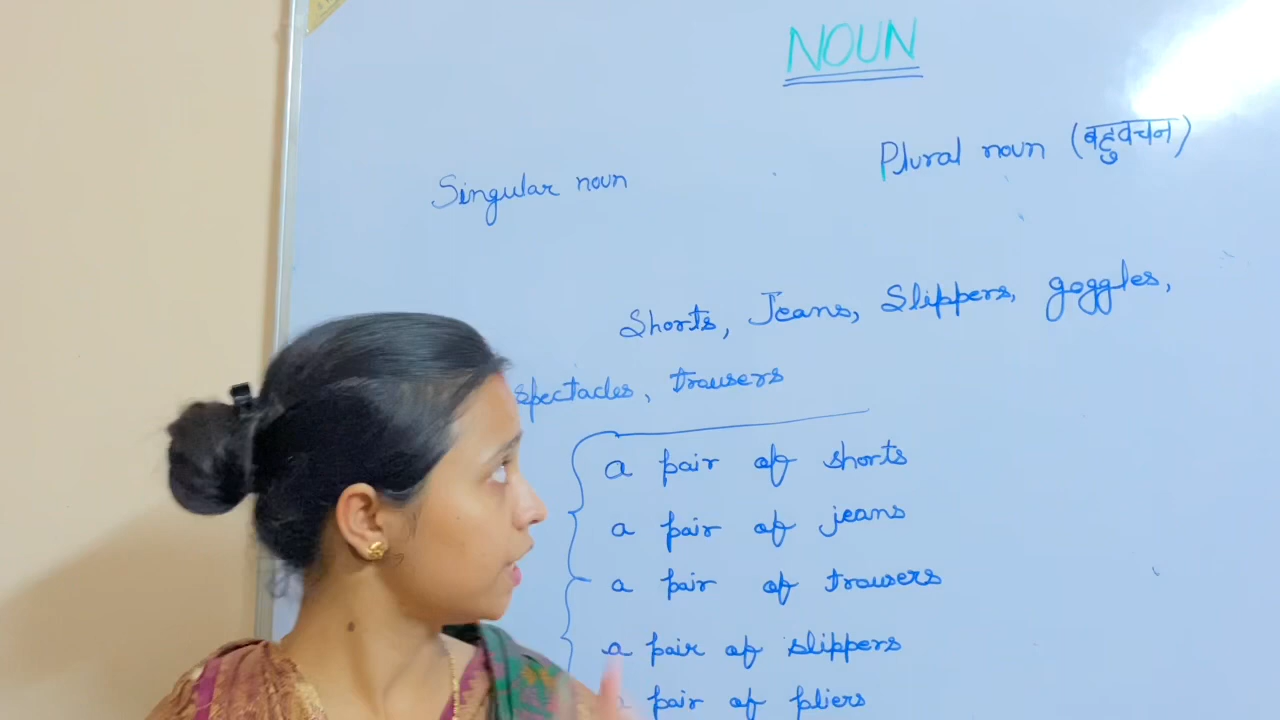 NOUN
Singular noun
Plural noun (बहुवचन)
Shorts, Jeans, Slippers, goggles,
spectacles, trousers
a pair of shorts
a pair of jeans
a pair of trousers
a pair of slippers
a pair of pliers